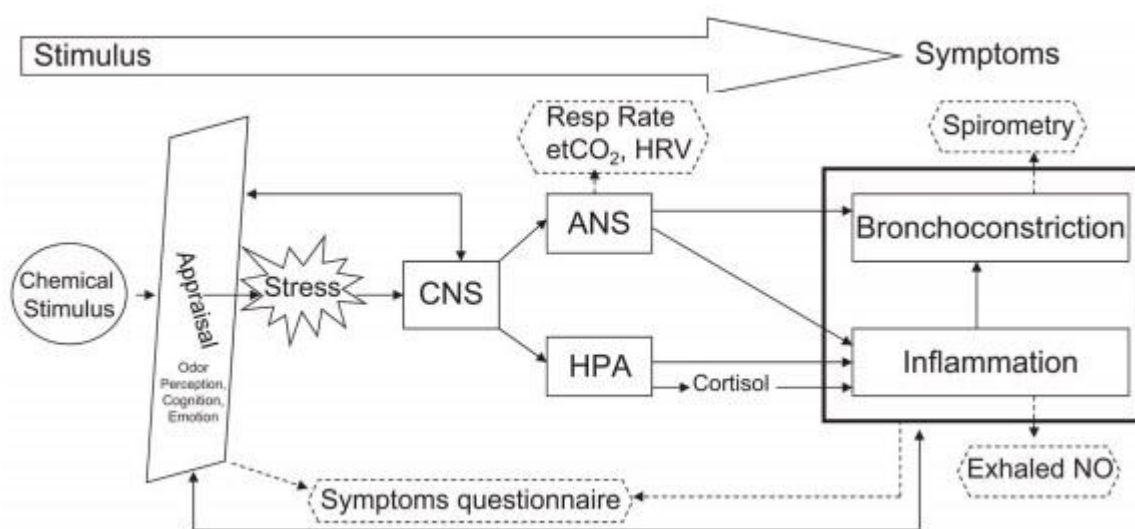 Stimulus
Symptoms
Resp Rate
etCO₂, HRV
Spirometry
Chemical
Stimulus
Appraisal
Odor
Perception,
Cognition,
Emotion
Stress
CNS
ANS
HPA
Cortisol
Bronchoconstriction
Inflammation
Symptoms questionnaire
Exhaled NO